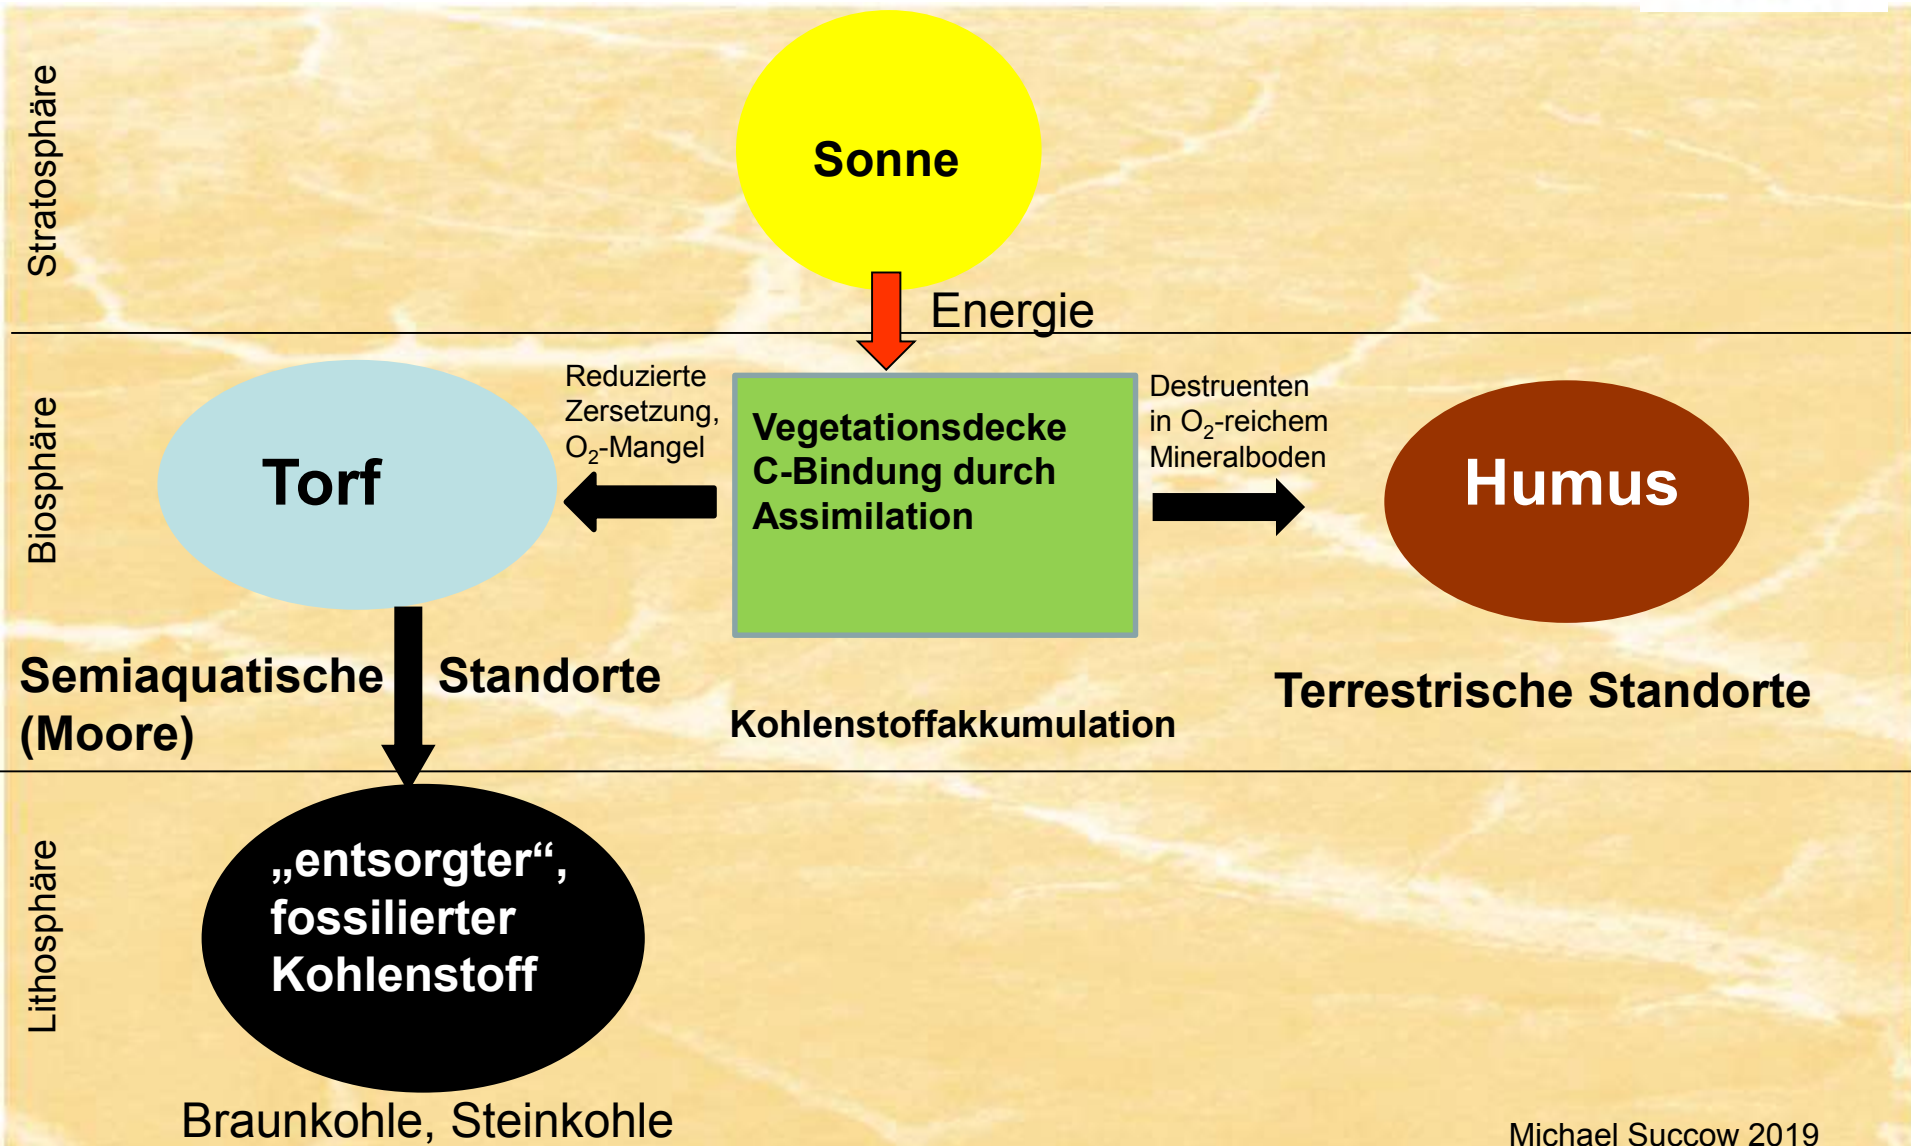 Stratosphäre
Sonne
Energie
Biosphäre
Torf
Reduzierte
Zersetzung,
O₂-Mangel
Vegetationsdecke
C-Bindung durch
Assimilation
Destruenten
in O₂-reichem
Mineralboden
Humus
Semiaquatische Standorte
(Moore)
Kohlenstoffakkumulation
Terrestrische Standorte
Lithosphäre
„entsorgter“,
fossilierter
Kohlenstoff
Braunkohle, Steinkohle
Michael Succow 2019